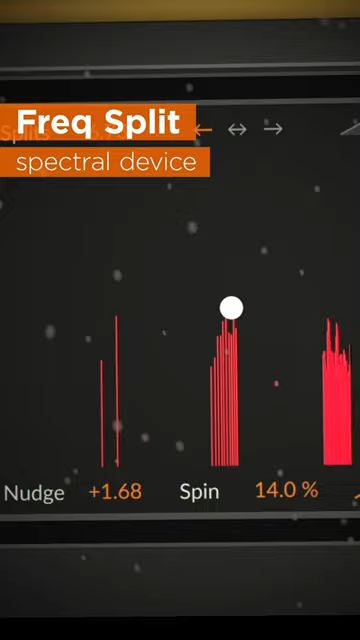 Freq Split
spectral device
Nudge +1.68 Spin 14.0 %